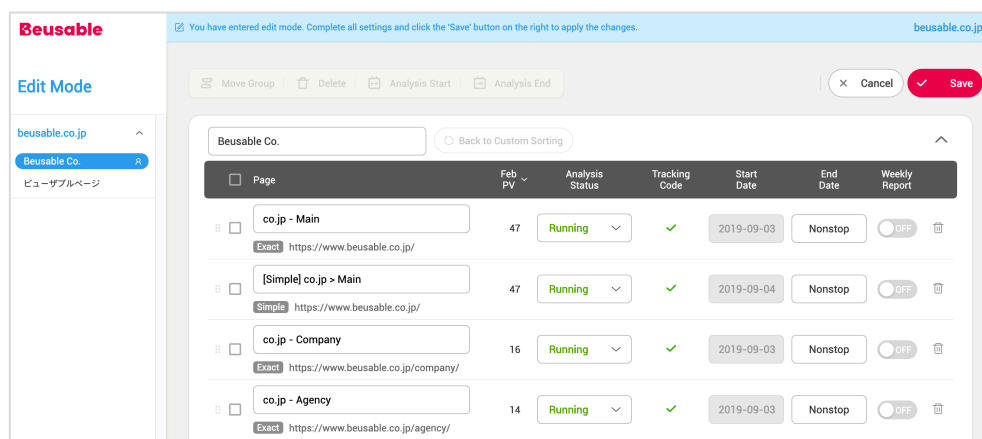 Beusable
You have entered edit mode. Complete all settings and click the 'Save' button on the right to apply the changes.
beusable.co.jp
Edit Mode
Move Group
Delete
Analysis Start
Analysis End
Cancel
Save
beusable.co.jp
Beusable Co.
ビューザブルページ
Beusable Co.
Back to Custom Sorting
Page
Feb PV
Analysis Status
Tracking Code
Start Date
End Date
Weekly Report
co.jp - Main
Exact https://www.beusable.co.jp/
47
Running
2019-09-03
Nonstop
OFF
[Simple] co.jp > Main
Simple https://www.beusable.co.jp/
47
Running
2019-09-04
Nonstop
OFF
co.jp - Company
Exact https://www.beusable.co.jp/company/
16
Running
2019-09-03
Nonstop
OFF
co.jp - Agency
Exact https://www.beusable.co.jp/agency/
14
Running
2019-09-03
Nonstop
OFF